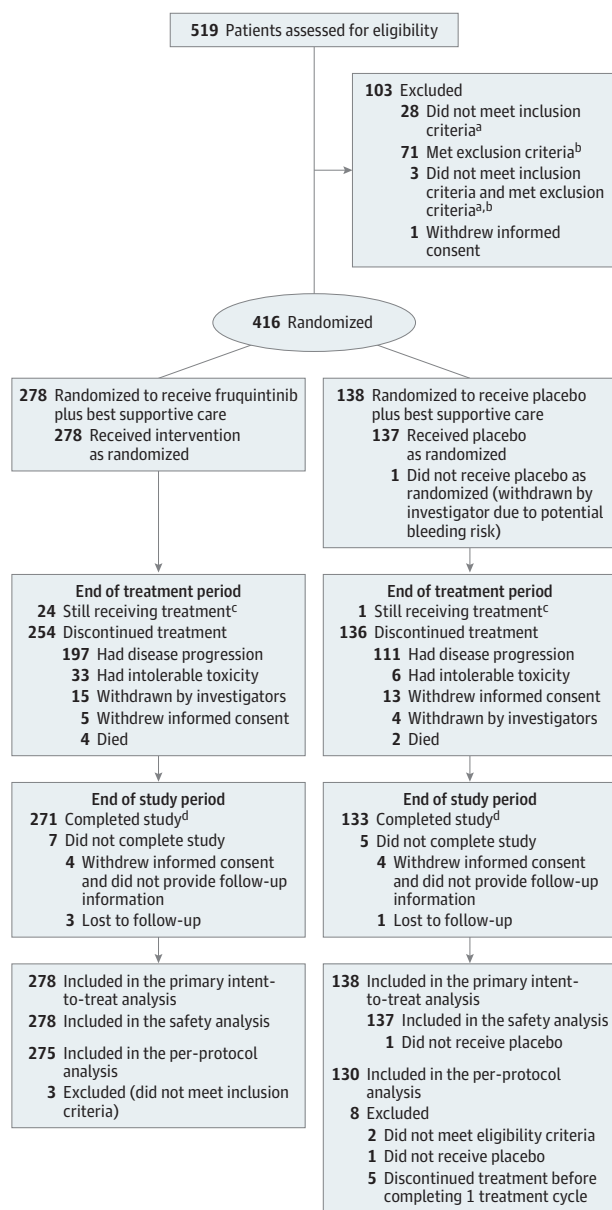 519 Patients assessed for eligibility
103 Excluded
28 Did not meet inclusion
criteriaᵃ
71 Met exclusion criteriaᵇ
3 Did not meet inclusion
criteria and met exclusion
criteriaᵃ,ᵇ
1 Withdrew informed
consent
416 Randomized
278 Randomized to receive fruquintinib
plus best supportive care
278 Received intervention
as randomized
138 Randomized to receive placebo
plus best supportive care
137 Received placebo
as randomized
1 Did not receive placebo as
randomized (withdrawn by
investigator due to potential
bleeding risk)
End of treatment period
24 Still receiving treatmentᶜ
254 Discontinued treatment
197 Had disease progression
33 Had intolerable toxicity
15 Withdrawn by investigators
5 Withdrew informed consent
4 Died
End of treatment period
1 Still receiving treatmentᶜ
136 Discontinued treatment
111 Had disease progression
6 Had intolerable toxicity
13 Withdrew informed consent
4 Withdrawn by investigators
2 Died
End of study period
271 Completed studyᵈ
7 Did not complete study
4 Withdrew informed consent
and did not provide follow-up
information
3 Lost to follow-up
End of study period
133 Completed studyᵈ
5 Did not complete study
4 Withdrew informed consent
and did not provide follow-up
information
1 Lost to follow-up
278 Included in the primary intent-
to-treat analysis
278 Included in the safety analysis
275 Included in the per-protocol
analysis
3 Excluded (did not meet inclusion
criteria)
138 Included in the primary intent-
to-treat analysis
137 Included in the safety analysis
1 Did not receive placebo
130 Included in the per-protocol
analysis
8 Excluded
2 Did not meet eligibility criteria
1 Did not receive placebo
5 Discontinued treatment before
completing 1 treatment cycle